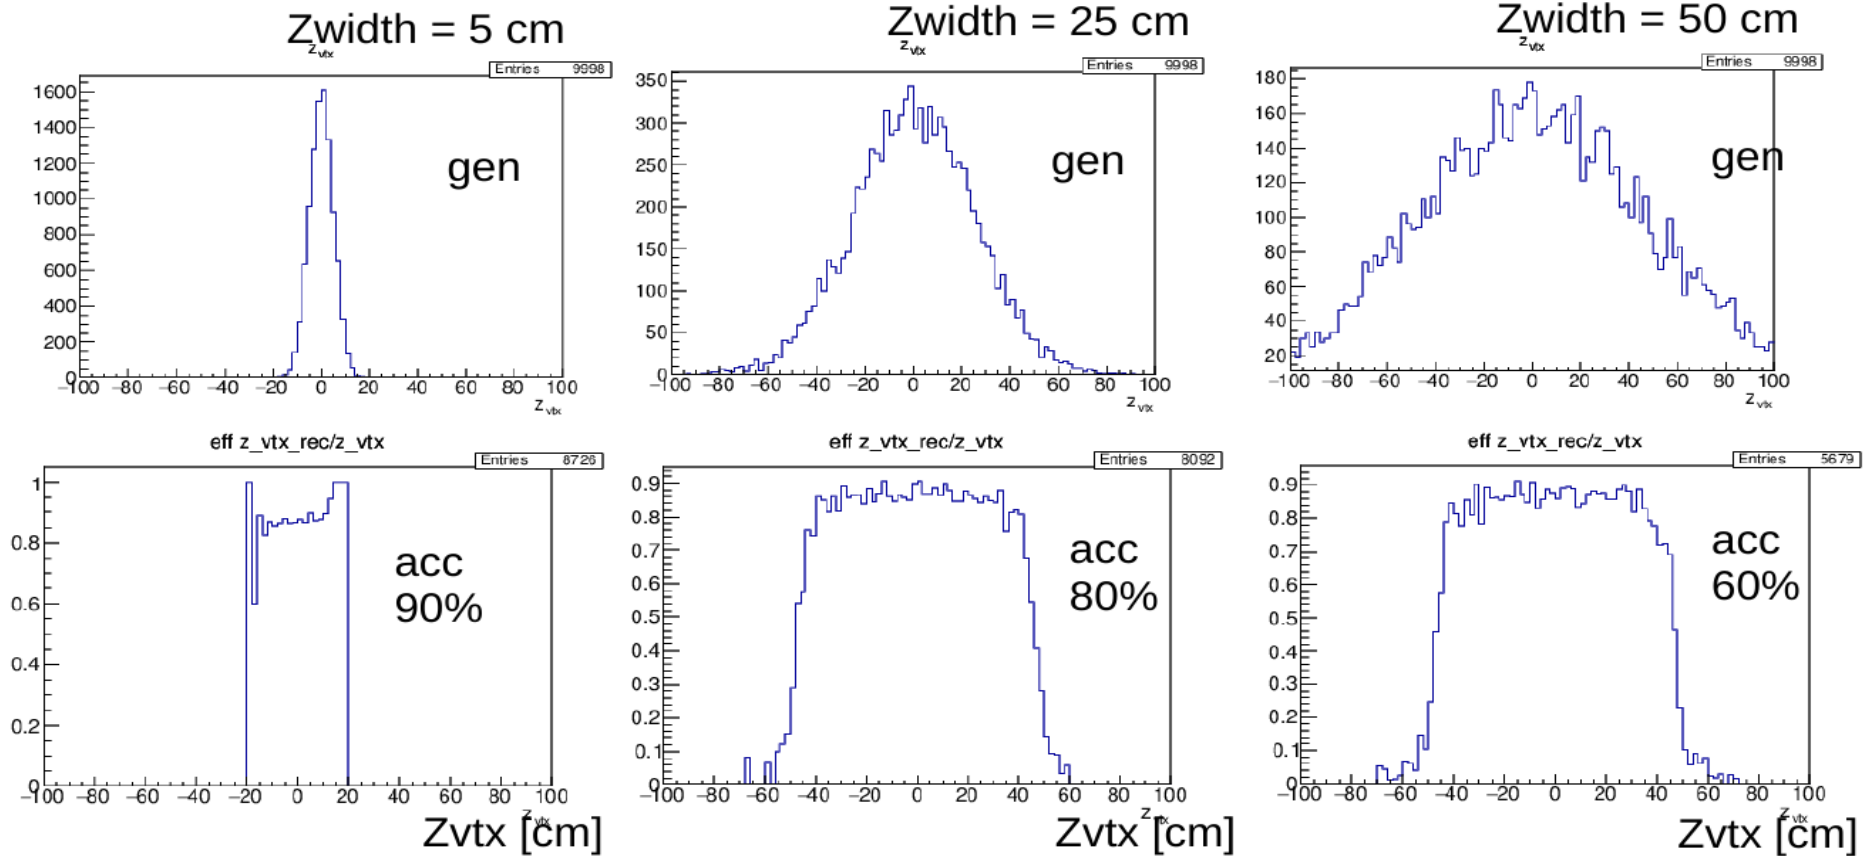 Zwidth = 5 cm
z vtx
Entries 9998
1600
1400
1200
1000
800
600
400
200
0
−100 −80 −60 −40 −20 0 20 40 60 80 100
z vtx
gen
Zwidth = 25 cm
z vtx
Entries 9998
350
300
250
200
150
100
50
0
−100 −80 −60 −40 −20 0 20 40 60 80 100
z vtx
gen
Zwidth = 50 cm
z vtx
Entries 9998
180
160
140
120
100
80
60
40
20
−100 −80 −60 −40 −20 0 20 40 60 80 100
z vtx
gen
eff z_vtx_rec/z_vtx
Entries 8726
1
0.8
0.6
0.4
0.2
0
−100 −80 −60 −40 −20 0 20 40 60 80 100
z vtx
acc
90%
Zvtx [cm]
eff z_vtx_rec/z_vtx
Entries 8092
0.9
0.8
0.7
0.6
0.5
0.4
0.3
0.2
0.1
0
−100 −80 −60 −40 −20 0 20 40 60 80 100
z vtx
acc
80%
Zvtx [cm]
eff z_vtx_rec/z_vtx
Entries 5679
0.9
0.8
0.7
0.6
0.5
0.4
0.3
0.2
0.1
0
−100 −80 −60 −40 −20 0 20 40 60 80 100
z vtx
acc
60%
Zvtx [cm]